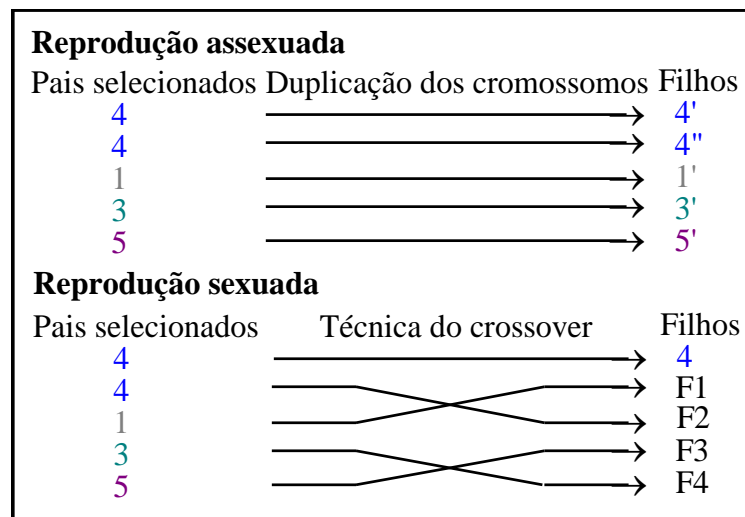 Reprodução assexuada
Pais selecionados Duplicação dos cromossomos Filhos
4 4'
4 4"
1 1'
3 3'
5 5'
Reprodução sexuada
Pais selecionados Técnica do crossover Filhos
4 4
4 F1
1 F2
3 F3
5 F4